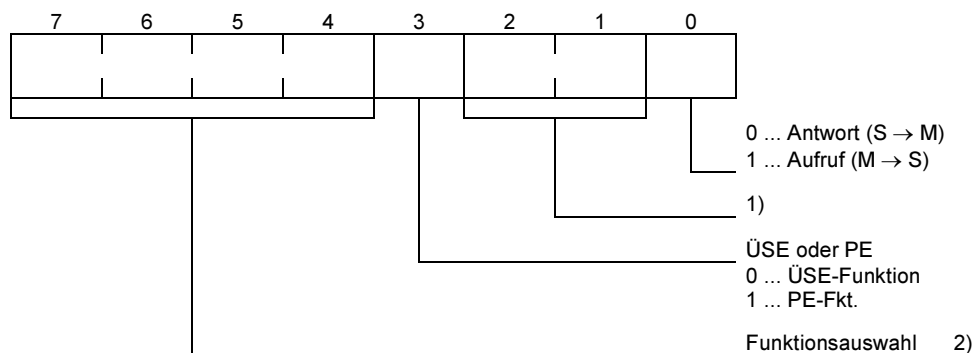 7 6 5 4 3 2 1 0
0 ... Antwort (S → M)
1 ... Aufruf (M → S)
1)
ÜSE oder PE
0 ... ÜSE-Funktion
1 ... PE-Fkt.
Funktionsauswahl 2)